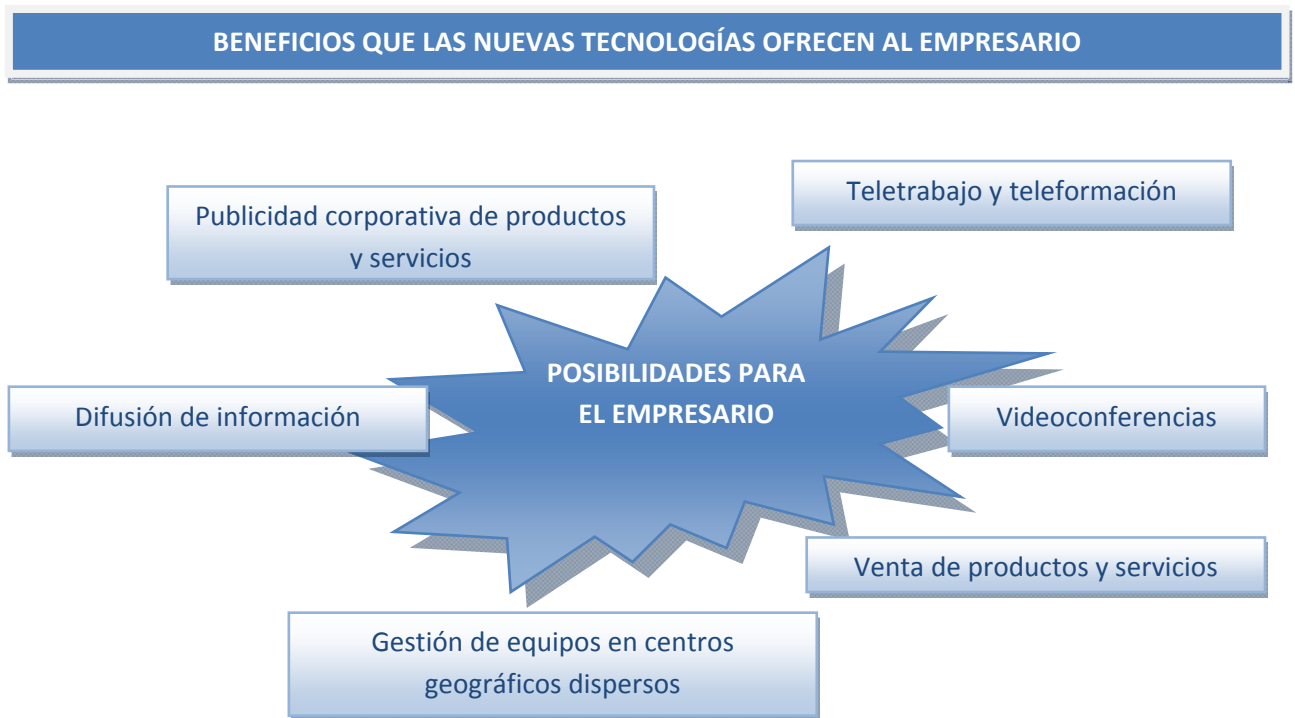 BENEFICIOS QUE LAS NUEVAS TECNOLOGÍAS OFRECEN AL EMPRESARIO
Teletrabajo y teleformación
Publicidad corporativa de productos
y servicios
POSIBILIDADES PARA
EL EMPRESARIO
Difusión de información
Videoconferencias
Venta de productos y servicios
Gestión de equipos en centros
geográficos dispersos